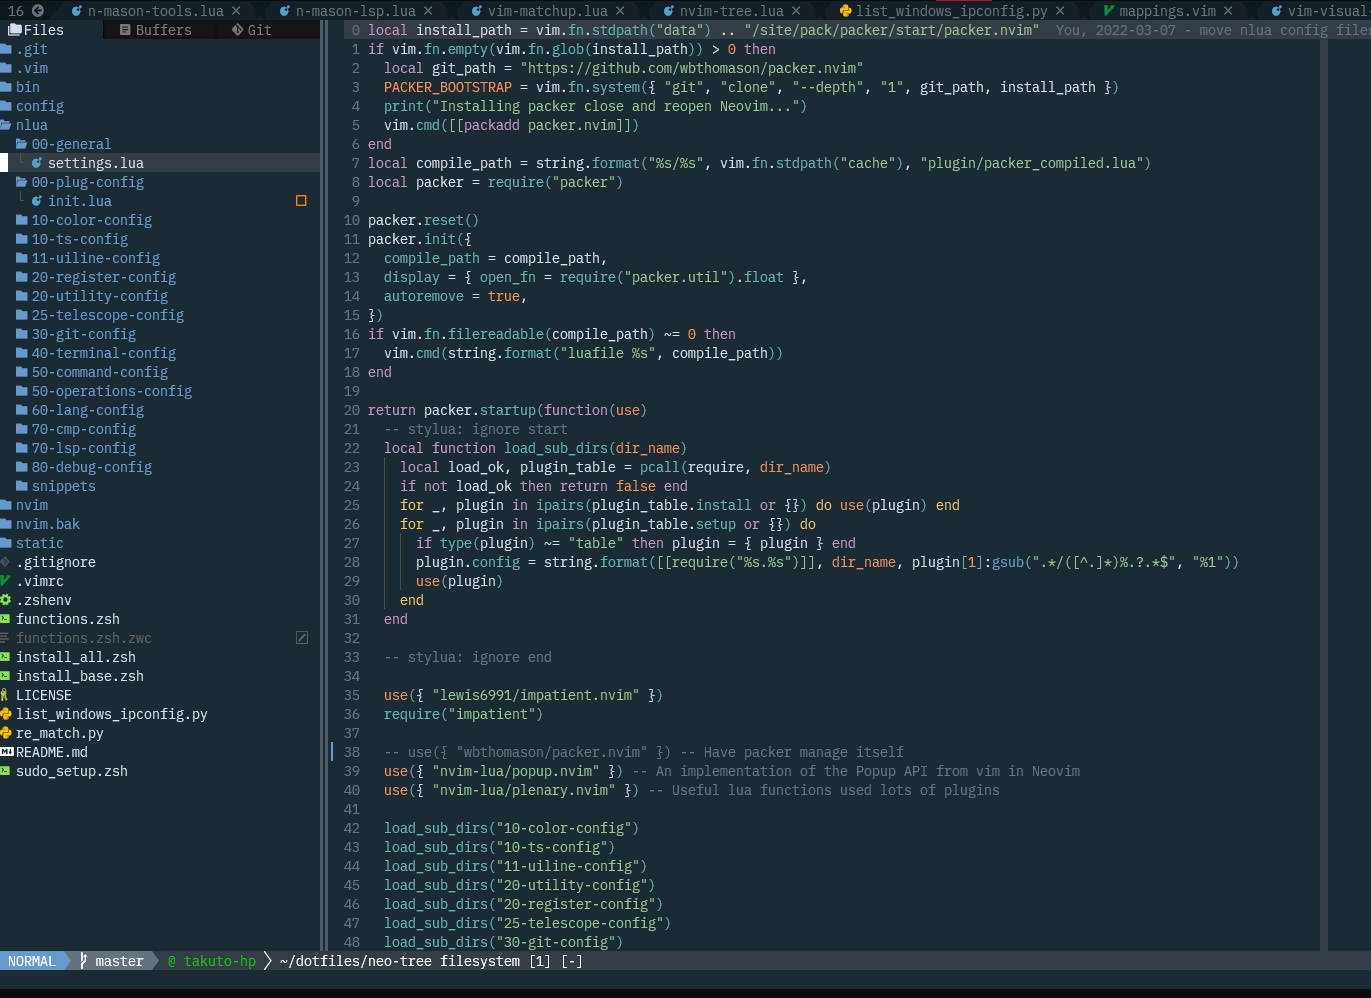 16 n-mason-tools.lua × n-mason-lsp.lua × vim-matchup.lua × nvim-tree.lua × list_windows_ipconfig.py × mappings.vim × vim-visual-
Files Buffers Git
.git
.vim
bin
config
nlua
00-general
settings.lua
00-plug-config
init.lua
10-color-config
10-ts-config
11-uiline-config
20-register-config
20-utility-config
25-telescope-config
30-git-config
40-terminal-config
50-command-config
50-operations-config
60-lang-config
70-cmp-config
70-lsp-config
80-debug-config
snippets
nvim
nvim.bak
static
.gitignore
.vimrc
.zshenv
functions.zsh
functions.zsh.zwc
install_all.zsh
install_base.zsh
LICENSE
list_windows_ipconfig.py
re_match.py
README.md
sudo_setup.zsh
0 local install_path = vim.fn.stdpath("data") .. "/site/pack/packer/start/packer.nvim"  You, 2022-03-07 - move nlua config files
1 if vim.fn.empty(vim.fn.glob(install_path)) > 0 then
2   local git_path = "https://github.com/wbthomason/packer.nvim"
3   PACKER_BOOTSTRAP = vim.fn.system({ "git", "clone", "--depth", "1", git_path, install_path })
4   print("Installing packer close and reopen Neovim...")
5   vim.cmd([[packadd packer.nvim]])
6 end
7 local compile_path = string.format("%s/%s", vim.fn.stdpath("cache"), "plugin/packer_compiled.lua")
8 local packer = require("packer")
9
10 packer.reset()
11 packer.init({
12   compile_path = compile_path,
13   display = { open_fn = require("packer.util").float },
14   autoremove = true,
15 })
16 if vim.fn.filereadable(compile_path) ~= 0 then
17   vim.cmd(string.format("luafile %s", compile_path))
18 end
19
20 return packer.startup(function(use)
21   -- stylua: ignore start
22   local function load_sub_dirs(dir_name)
23     local load_ok, plugin_table = pcall(require, dir_name)
24     if not load_ok then return false end
25     for _, plugin in ipairs(plugin_table.install or {}) do use(plugin) end
26     for _, plugin in ipairs(plugin_table.setup or {}) do
27       if type(plugin) ~= "table" then plugin = { plugin } end
28       plugin.config = string.format([[require("%s.%s")]], dir_name, plugin[1]:gsub(".*/([^.]*)%.?.*$", "%1"))
29       use(plugin)
30     end
31   end
32
33   -- stylua: ignore end
34
35   use({ "lewis6991/impatient.nvim" })
36   require("impatient")
37
38   -- use({ "wbthomason/packer.nvim" }) -- Have packer manage itself
39   use({ "nvim-lua/popup.nvim" }) -- An implementation of the Popup API from vim in Neovim
40   use({ "nvim-lua/plenary.nvim" }) -- Useful lua functions used lots of plugins
41
42   load_sub_dirs("10-color-config")
43   load_sub_dirs("10-ts-config")
44   load_sub_dirs("11-uiline-config")
45   load_sub_dirs("20-utility-config")
46   load_sub_dirs("20-register-config")
47   load_sub_dirs("25-telescope-config")
48   load_sub_dirs("30-git-config")
NORMAL master @ takuto-hp ~/dotfiles/neo-tree filesystem [1] [-]